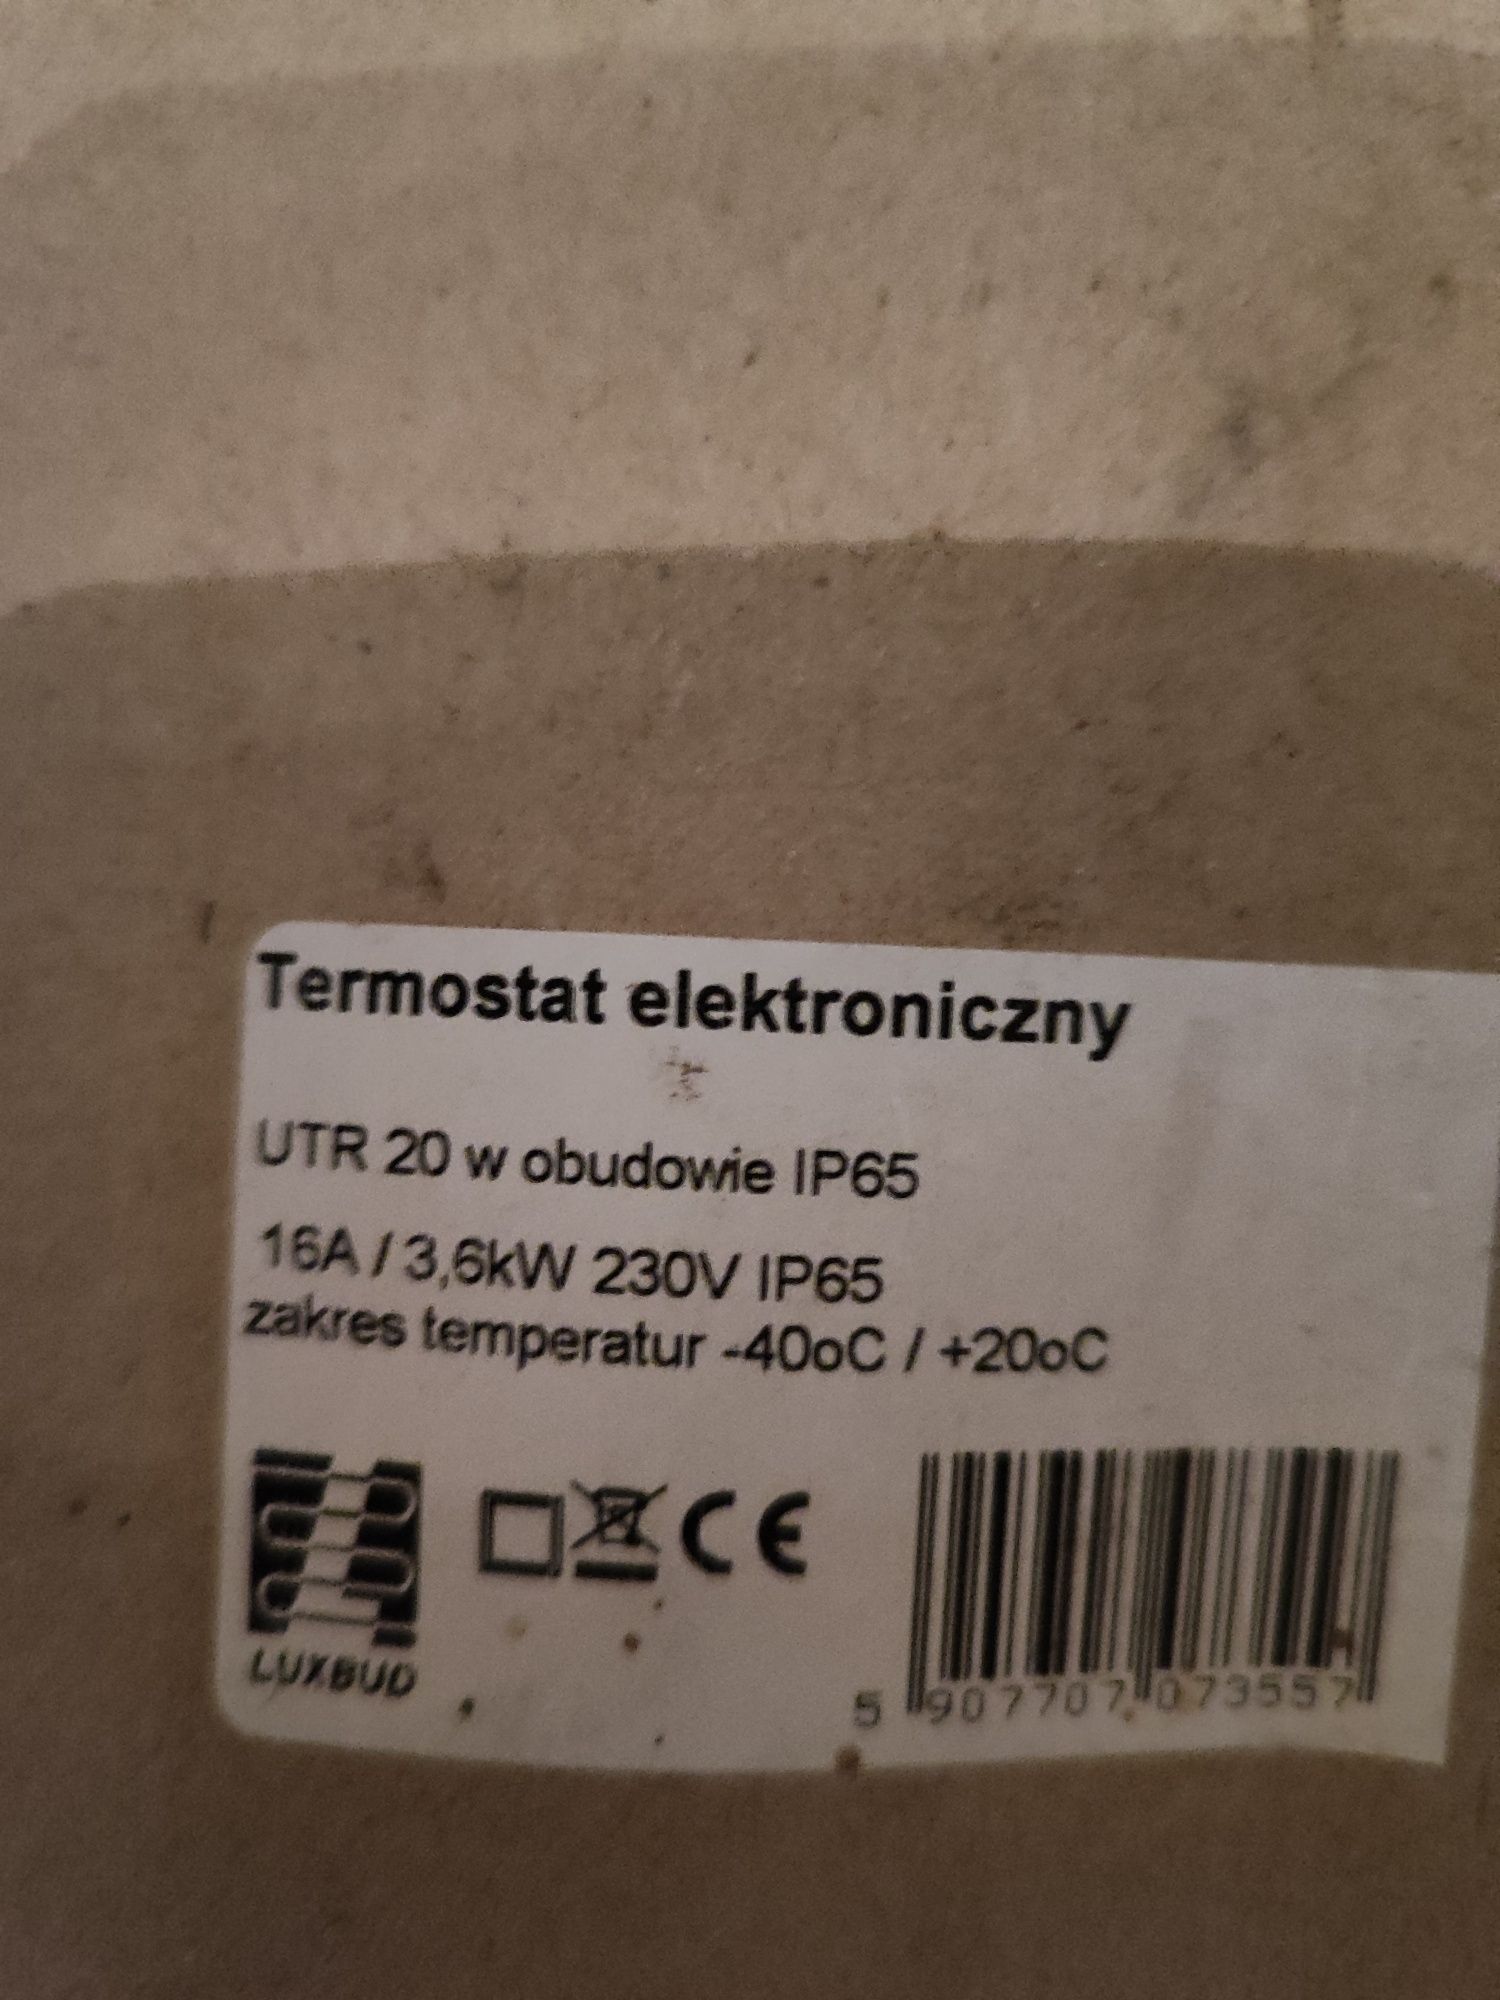 Termostat elektroniczny
UTR 20 w obudowie IP65
16A / 3,6kW 230V IP65
zakres temperatur -40oC / +20oC
CE
LUXBUD
5 907707 073557